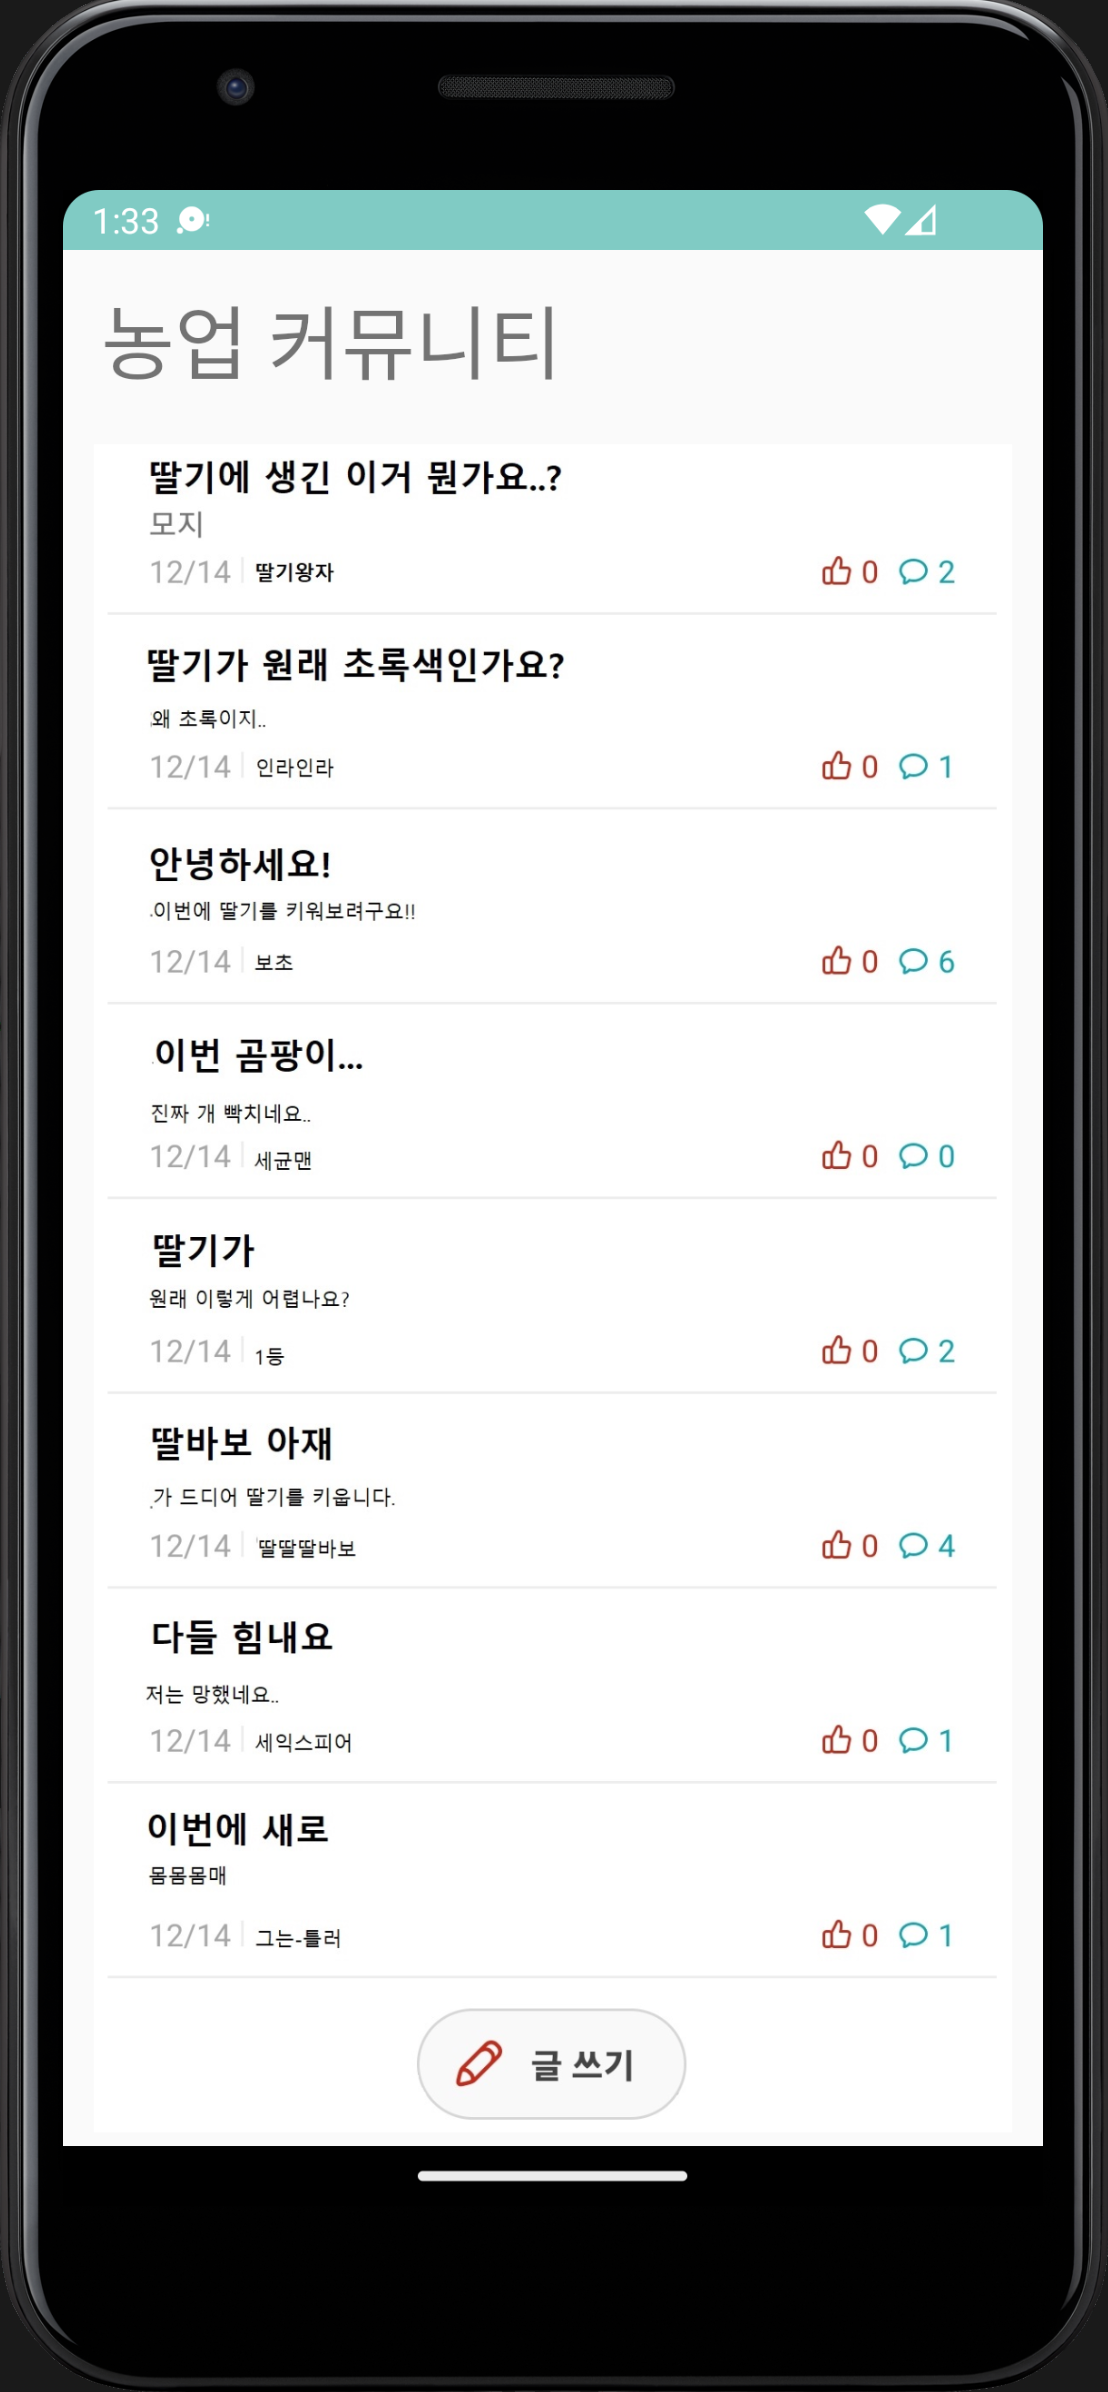 1:33
농업 커뮤니티
딸기에 생긴 이거 뭔가요..?
모지
12/14 딸기왕자 0 2
딸기가 원래 초록색인가요?
왜 초록이지..
12/14 인라인라 0 1
안녕하세요!
이번에 딸기를 키워보려구요!!
12/14 보초 0 6
이번 곰팡이...
진짜 개 빡치네요..
12/14 세균맨 0 0
딸기가
원래 이렇게 어렵나요?
12/14 1등 0 2
딸바보 아재
가 드디어 딸기를 키웁니다.
12/14 딸딸딸바보 0 4
다들 힘내요
저는 망했네요..
12/14 세익스피어 0 1
이번에 새로
몸몸몸매
12/14 그는-틀러 0 1
글 쓰기